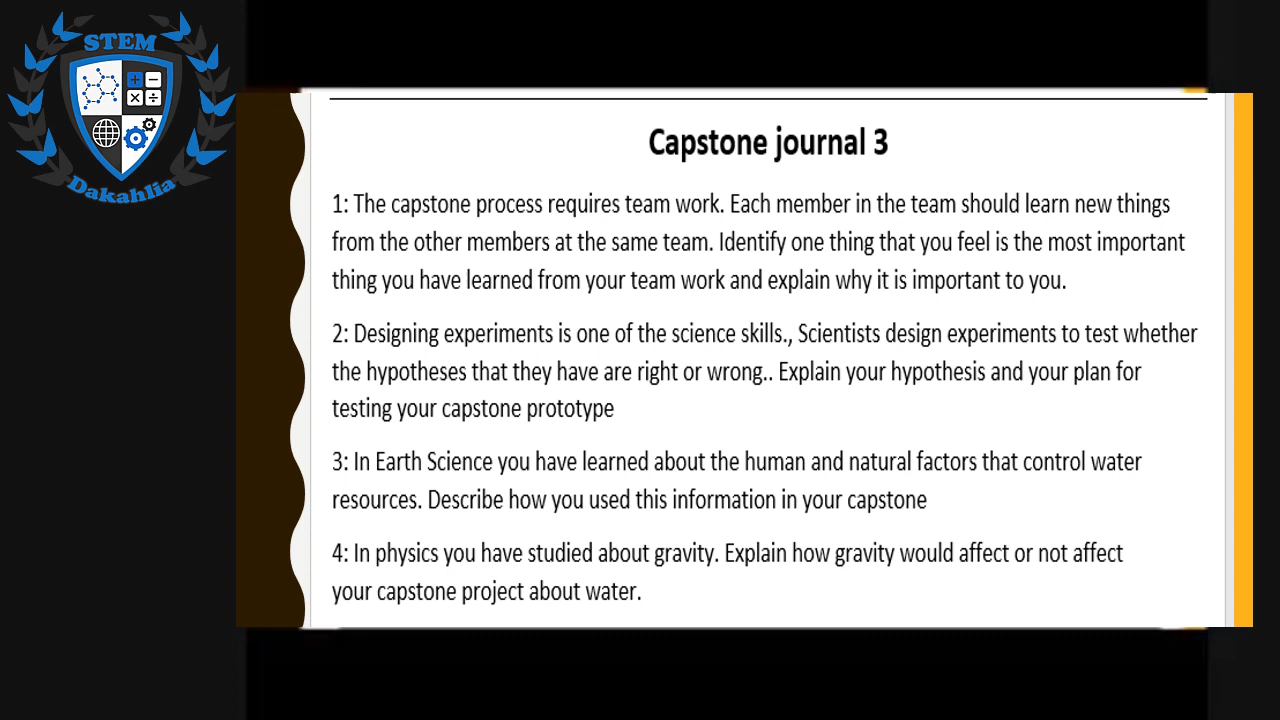 STEM
Dakahlia
Capstone journal 3
1: The capstone process requires team work. Each member in the team should learn new things
from the other members at the same team. Identify one thing that you feel is the most important
thing you have learned from your team work and explain why it is important to you.
2: Designing experiments is one of the science skills., Scientists design experiments to test whether
the hypotheses that they have are right or wrong.. Explain your hypothesis and your plan for
testing your capstone prototype
3: In Earth Science you have learned about the human and natural factors that control water
resources. Describe how you used this information in your capstone
4: In physics you have studied about gravity. Explain how gravity would affect or not affect
your capstone project about water.